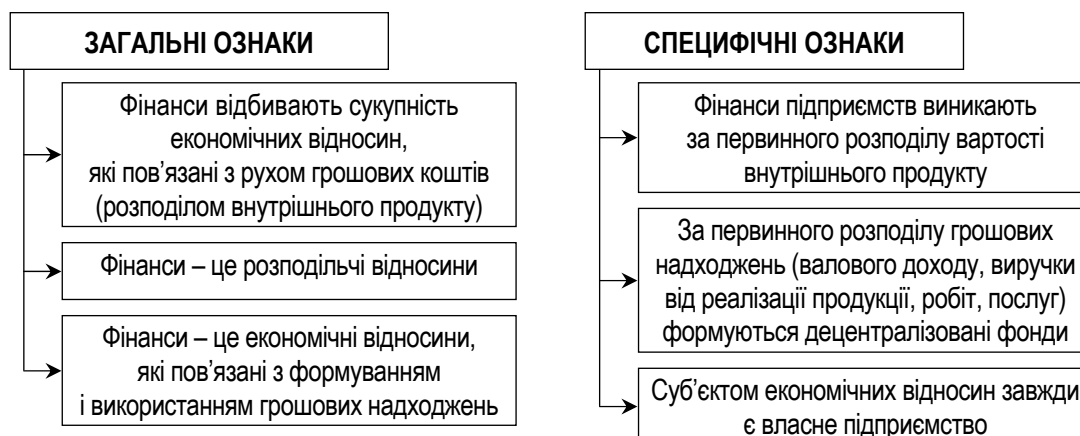 ЗАГАЛЬНІ ОЗНАКИ
Фінанси відбивають сукупність
економічних відносин,
які пов’язані з рухом грошових коштів
(розподілом внутрішнього продукту)
Фінанси – це розподільчі відносини
Фінанси – це економічні відносини,
які пов’язані з формуванням
і використанням грошових надходжень
СПЕЦИФІЧНІ ОЗНАКИ
Фінанси підприємств виникають
за первинного розподілу вартості
внутрішнього продукту
За первинного розподілу грошових
надходжень (валового доходу, виручки
від реалізації продукції, робіт, послуг)
формуються децентралізовані фонди
Суб’єктом економічних відносин завжди
є власне підприємство